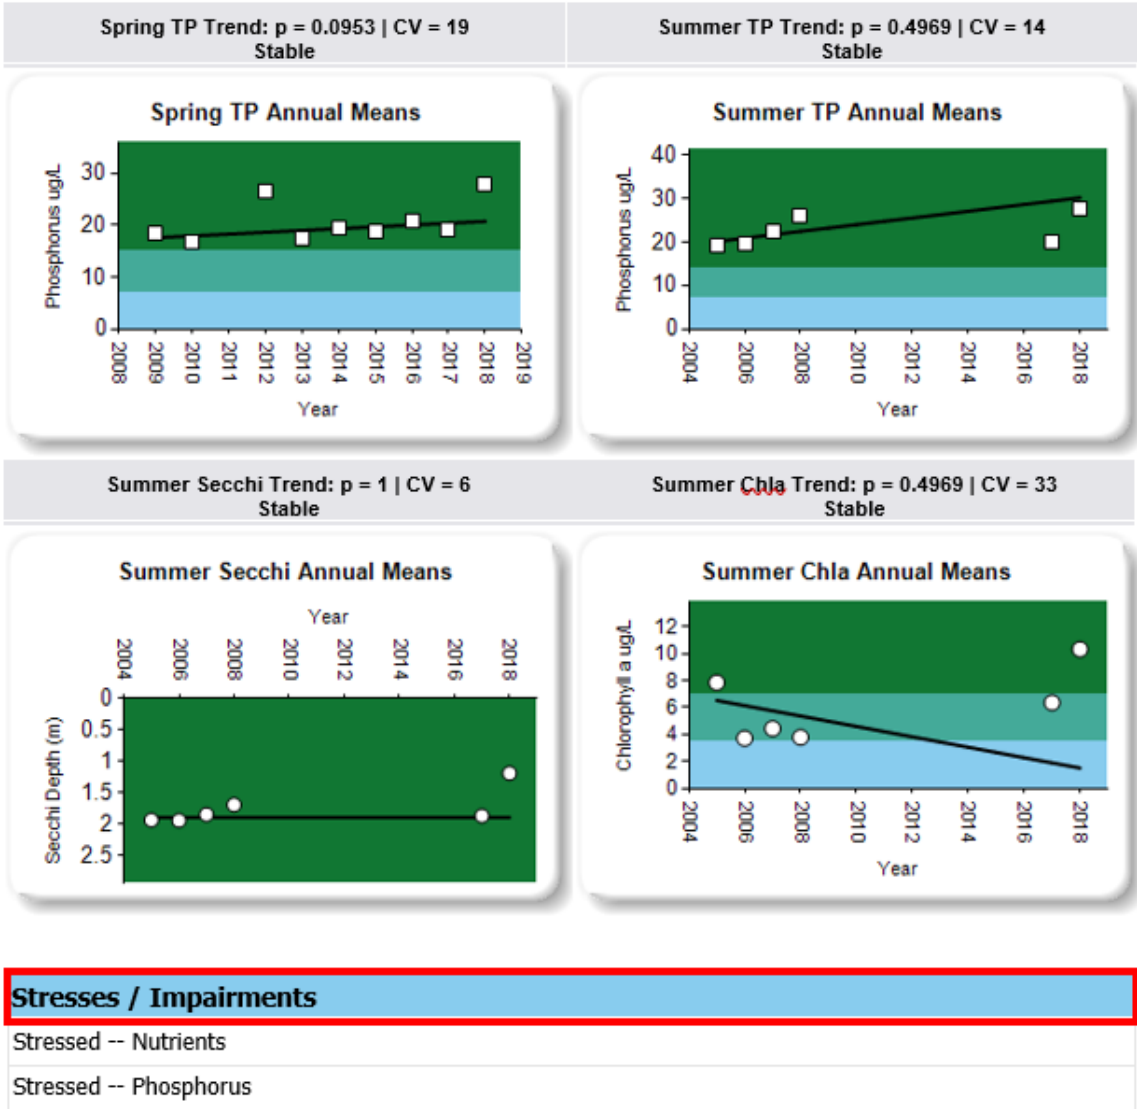 Spring TP Trend: p = 0.0953 | CV = 19
Stable
Summer TP Trend: p = 0.4969 | CV = 14
Stable
Spring TP Annual Means
Phosphorus ug/L
30
20
10
0
2008 2009 2010 2011 2012 2013 2014 2015 2016 2017 2018 2019
Year
Summer TP Annual Means
Phosphorus ug/L
40
30
20
10
0
2004 2006 2008 2010 2012 2014 2016 2018
Year
Summer Secchi Trend: p = 1 | CV = 6
Stable
Summer Chla Trend: p = 0.4969 | CV = 33
Stable
Summer Secchi Annual Means
Year
2004 2006 2008 2010 2012 2014 2016 2018
Secchi Depth (m)
0
0.5
1
1.5
2
2.5
Summer Chla Annual Means
Chlorophyll a ug/L
12
10
8
6
4
2
0
2004 2006 2008 2010 2012 2014 2016 2018
Year
Stresses / Impairments
Stressed -- Nutrients
Stressed -- Phosphorus